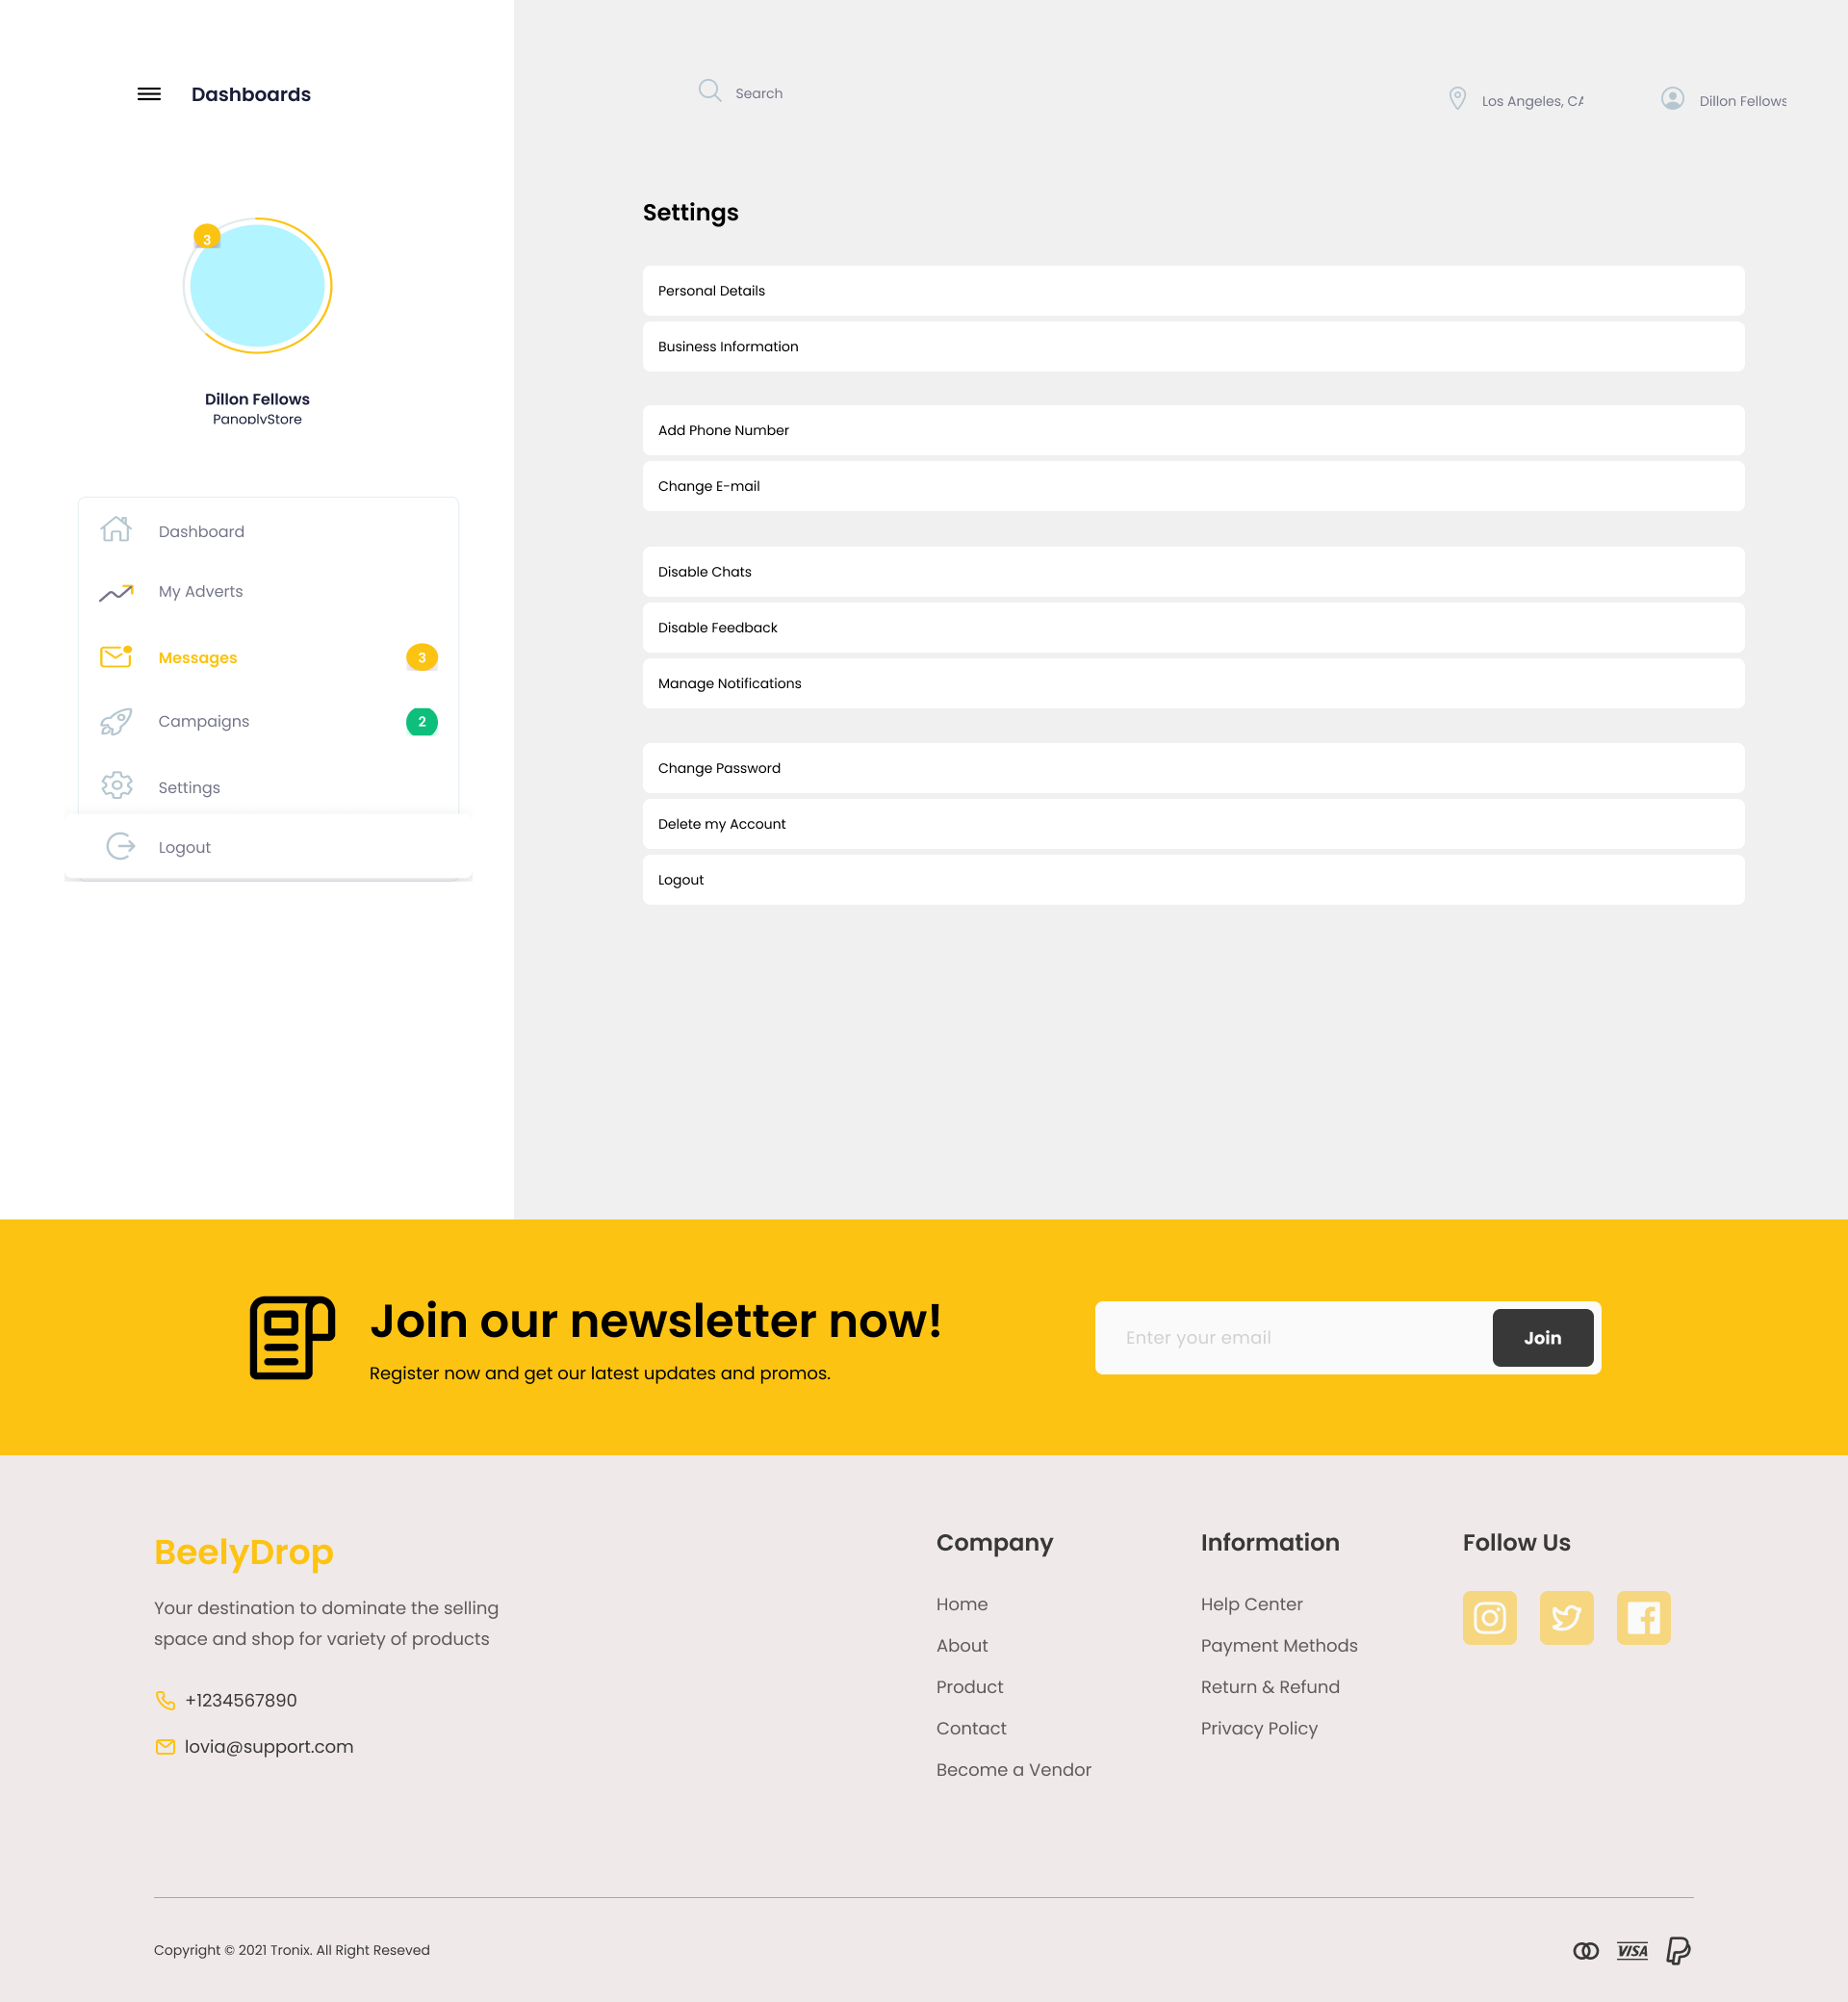 Dashboards
Search
Los Angeles, CA
Dillon Fellows
3
Dillon Fellows
PanoplyStore
Dashboard
My Adverts
Messages
3
Campaigns
2
Settings
Logout
Settings
Personal Details
Business Information
Add Phone Number
Change E-mail
Disable Chats
Disable Feedback
Manage Notifications
Change Password
Delete my Account
Logout
Join our newsletter now!
Register now and get our latest updates and promos.
Enter your email
Join
BeelyDrop
Your destination to dominate the selling
space and shop for variety of products
+1234567890
lovia@support.com
Company
Home
About
Product
Contact
Become a Vendor
Information
Help Center
Payment Methods
Return & Refund
Privacy Policy
Follow Us
Copyright © 2021 Tronix. All Right Reseved
VISA